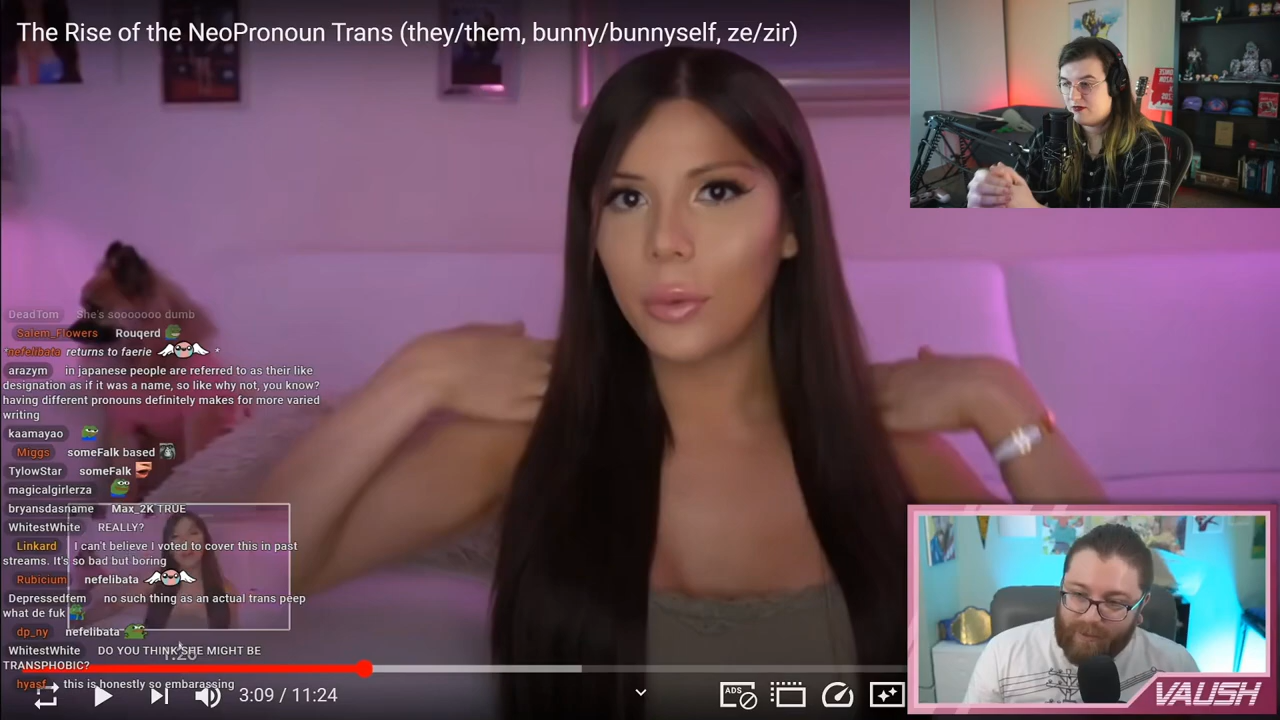 The Rise of the NeoPronoun Trans (they/them, bunny/bunnyself, ze/zir)
DeadTom She's sooooooo dumb
Salem_Flowers Rouqerd
*nefelibata returns to faerie *
arazym in japanese people are referred to as their like
designation as if it was a name, so like why not, you know?
having different pronouns definitely makes for more varied
writing
kaamayao
Miggs someFalk based
TylowStar someFalk
magicalgirlerza
bryansdasname Max_2K TRUE
WhitestWhite REALLY?
Linkard I can't believe I voted to cover this in past
streams. It's so bad but boring
Rubicium nefelibata
Depressedfem no such thing as an actual trans peep
what de fuk
dp_ny nefelibata
WhitestWhite DO YOU THINK SHE MIGHT BE
TRANSPHOBIC?
1:20
hyasf this is honestly so embarassing
3:09 / 11:24
ADS
VAUSH